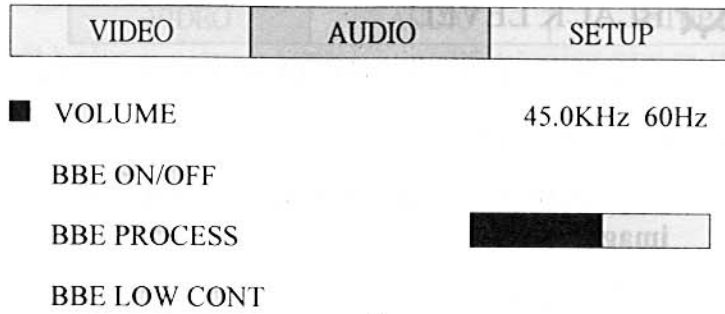 VIDEO AUDIO SETUP
VOLUME 45.0KHz 60Hz
BBE ON/OFF
BBE PROCESS
BBE LOW CONT